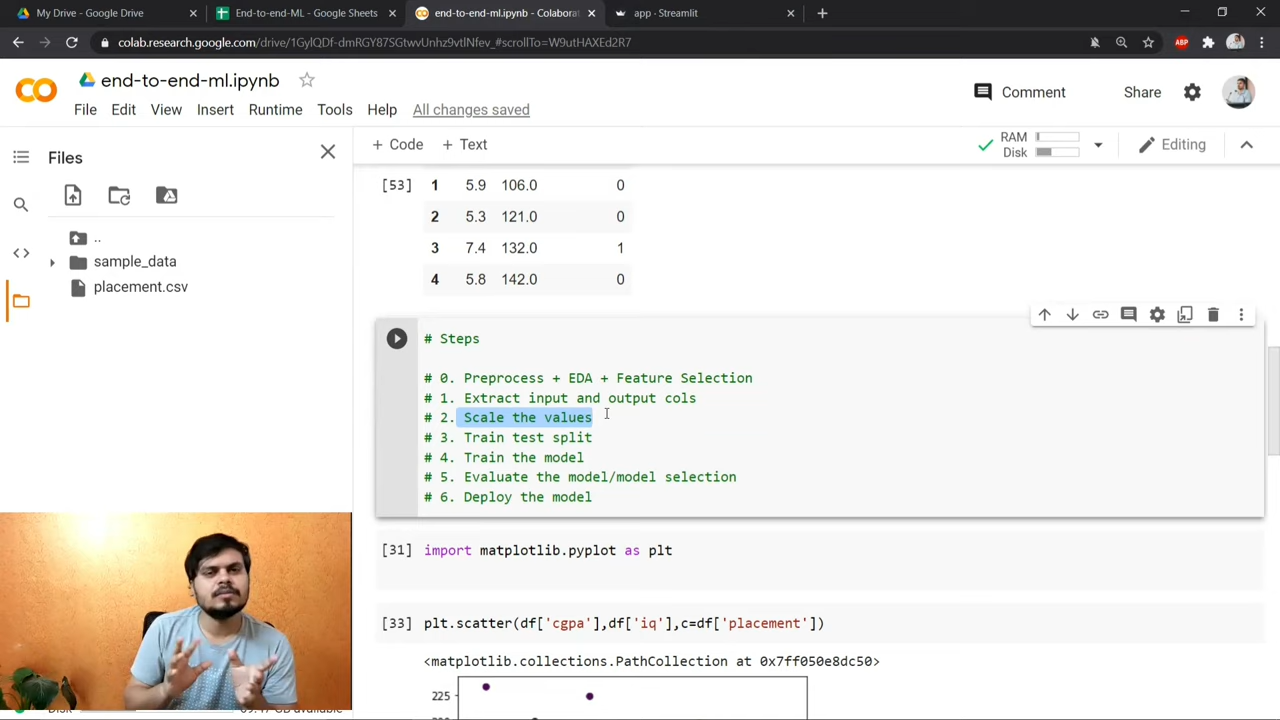 My Drive - Google Drive
End-to-end-ML - Google Sheets
end-to-end-ml.ipynb - Colaborat
app · Streamlit
colab.research.google.com/drive/1GylQDf-dmRGY87SGtwvUnhz9vtlNfev_#scrollTo=W9utHAXEd2R7
ABP
end-to-end-ml.ipynb
File Edit View Insert Runtime Tools Help All changes saved
Comment
Share
Files
+ Code + Text
RAM
Disk
Editing
..
sample_data
placement.csv
[53] 1 5.9 106.0 0
2 5.3 121.0 0
3 7.4 132.0 1
4 5.8 142.0 0
# Steps
# 0. Preprocess + EDA + Feature Selection
# 1. Extract input and output cols
# 2. Scale the values
# 3. Train test split
# 4. Train the model
# 5. Evaluate the model/model selection
# 6. Deploy the model
[31] import matplotlib.pyplot as plt
[33] plt.scatter(df['cgpa'],df['iq'],c=df['placement'])
<matplotlib.collections.PathCollection at 0x7ff050e8dc50>
225